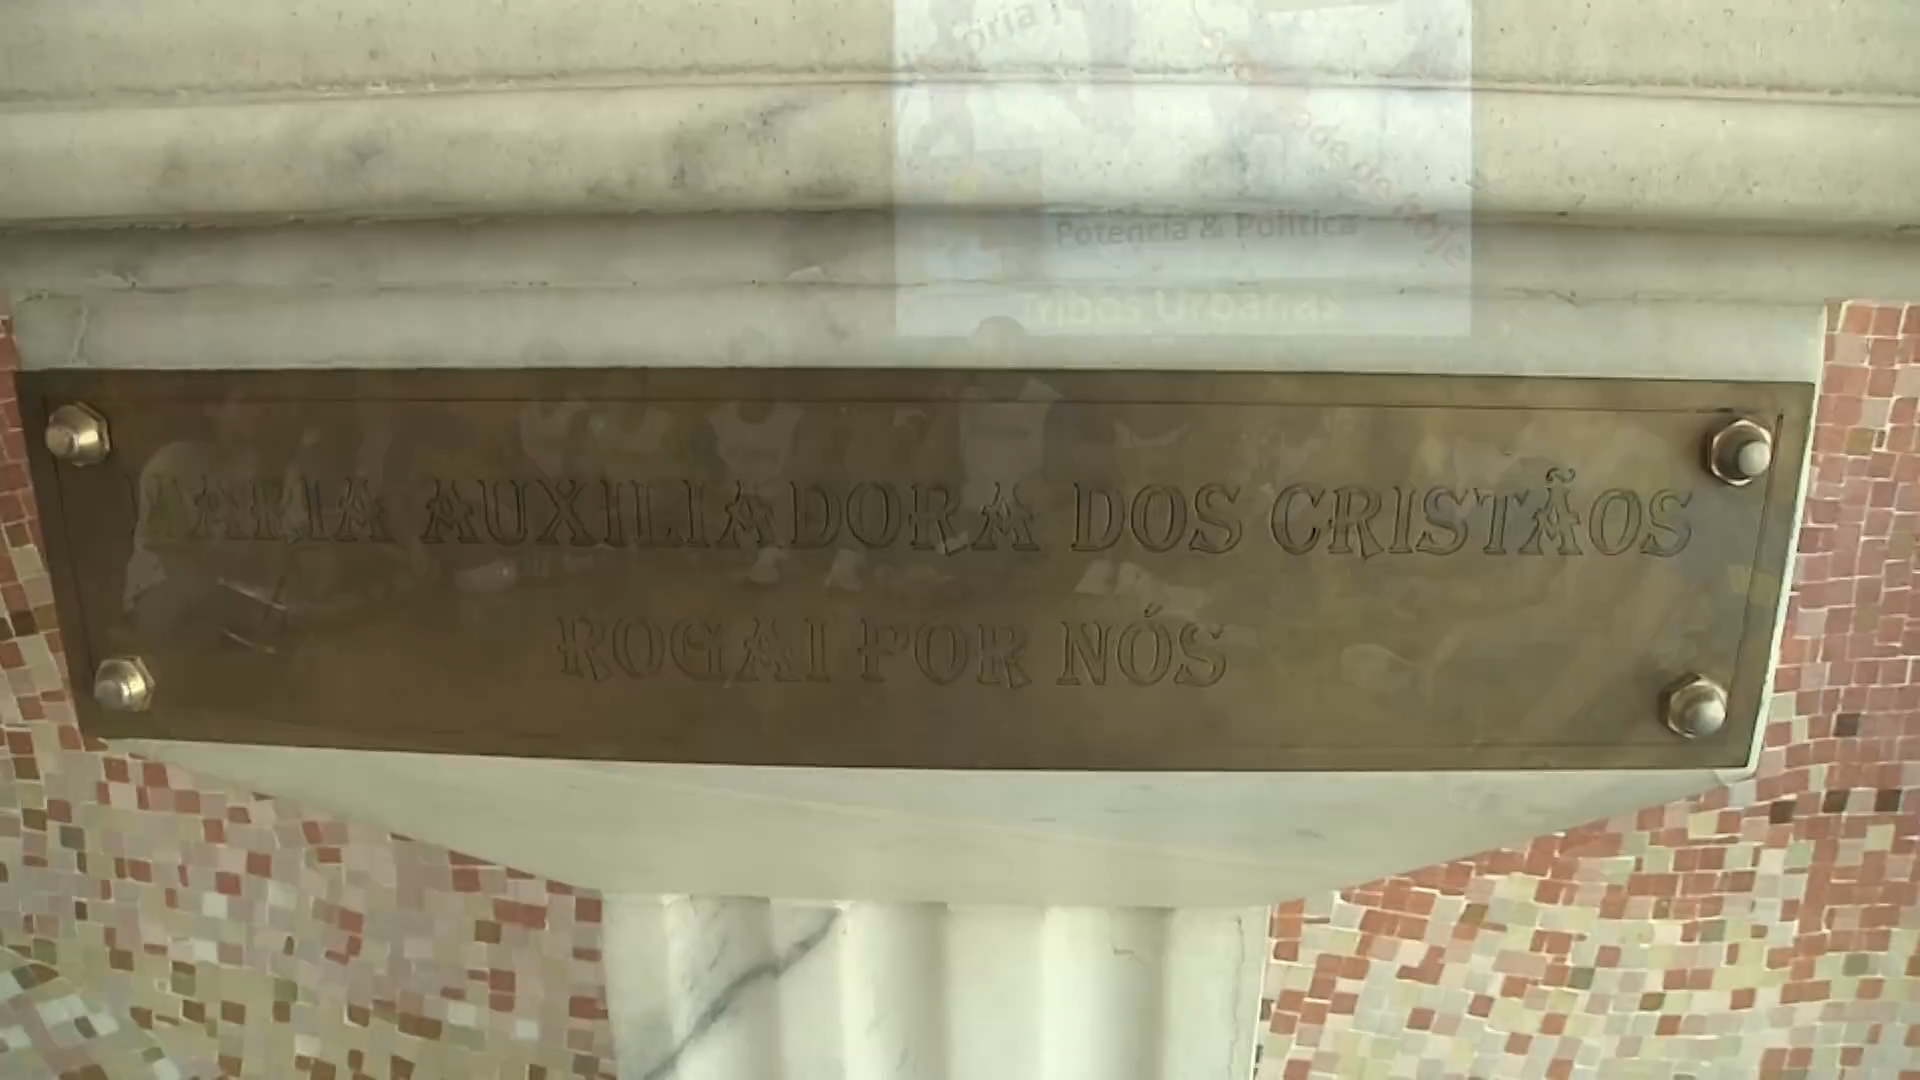 Potência & Política
Tribos Urbanas
MARIA AUXILIADORA DOS CRISTÃOS
ROGAI POR NÓS